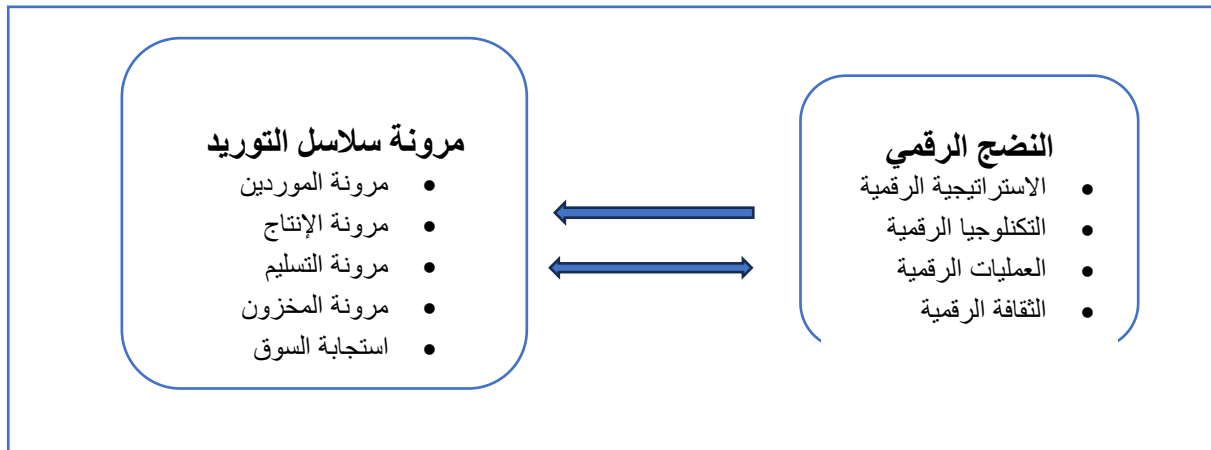 النضج الرقمي
• الاستراتيجية الرقمية
• التكنلوجيا الرقمية
• العمليات الرقمية
• الثقافة الرقمية
مرونة سلاسل التوريد
• مرونة الموردين
• مرونة الإنتاج
• مرونة التسليم
• مرونة المخزون
• استجابة السوق